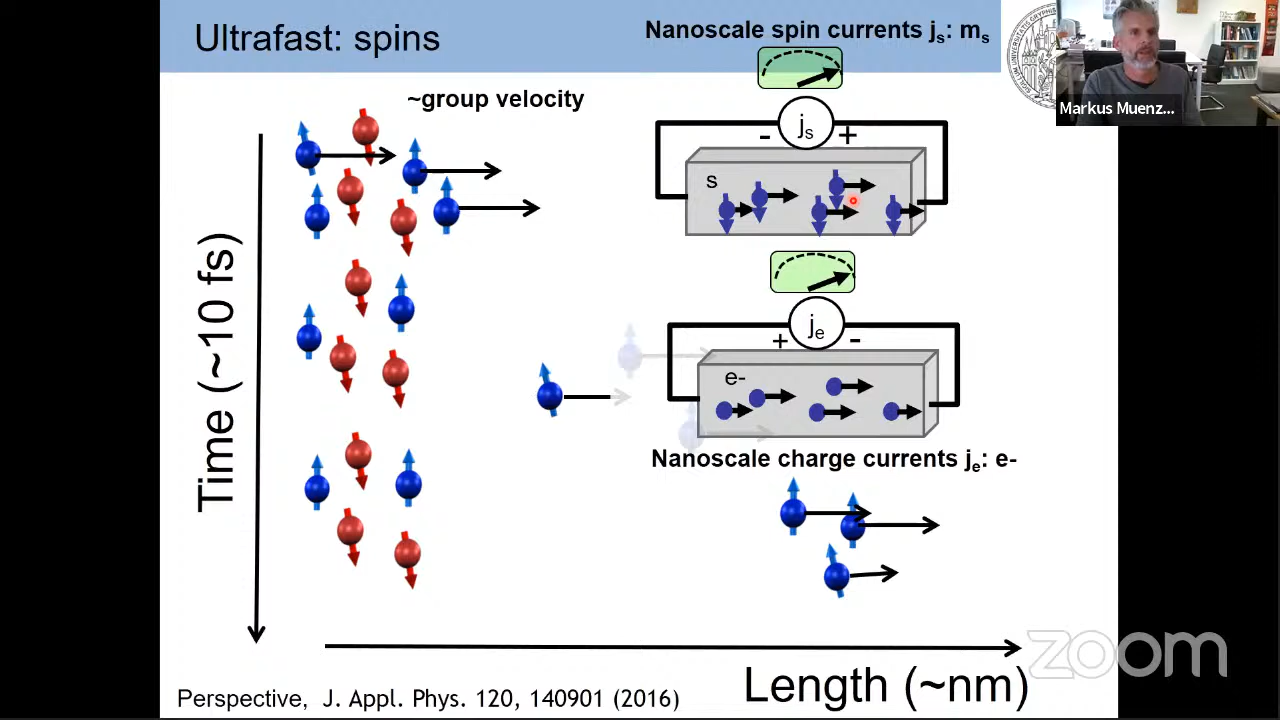 Ultrafast: spins
Nanoscale spin currents js: ms
~group velocity
Markus Muenz...
- js +
s
Time (~10 fs)
+ je -
e-
Nanoscale charge currents je: e-
zoom
Length (~nm)
Perspective, J. Appl. Phys. 120, 140901 (2016)